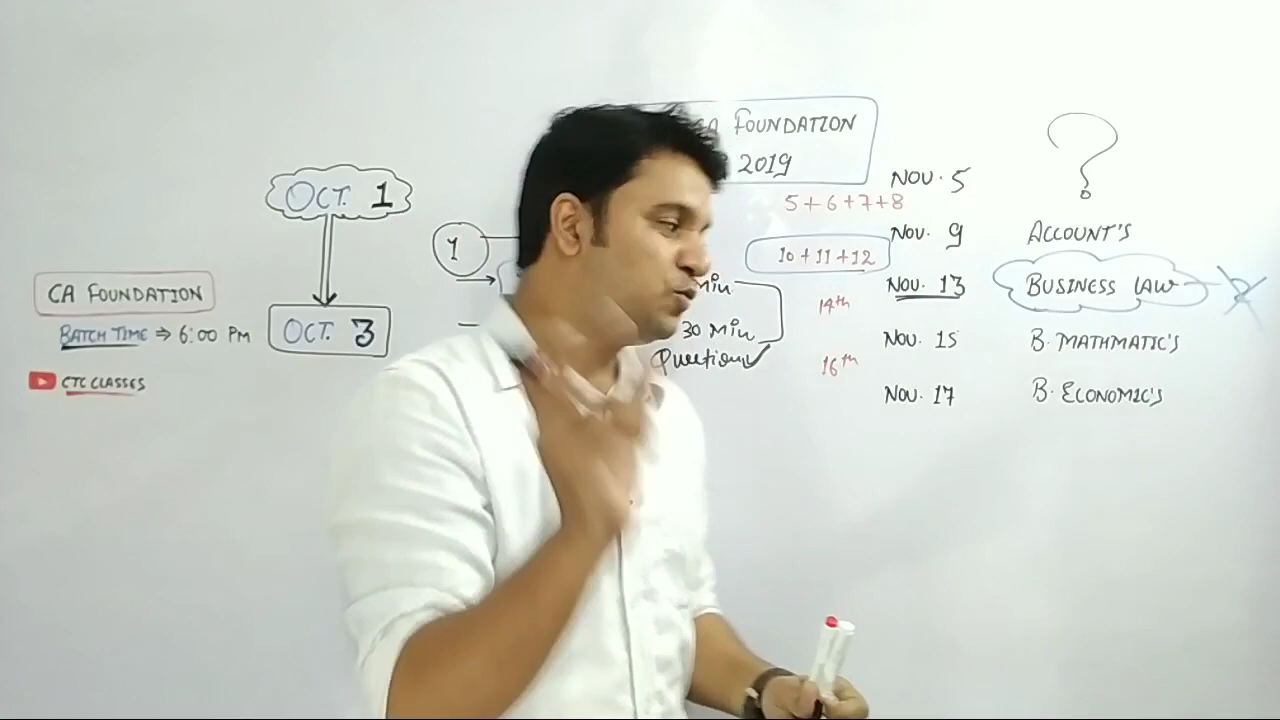 CA FOUNDATION
BATCH TIME ⇒ 6:00 PM
CTC CLASSES
OCT. 1
OCT. 3
1
FOUNDATION
2019
Min
30 Min
Question
5+6+7+8
10+11+12
14th
16th
NOV. 5
NOV. 9
NOV. 13
NOV. 15
NOV. 17
?
ACCOUNT'S
BUSINESS LAW
B. MATHMATIC'S
B. ECONOMIC'S